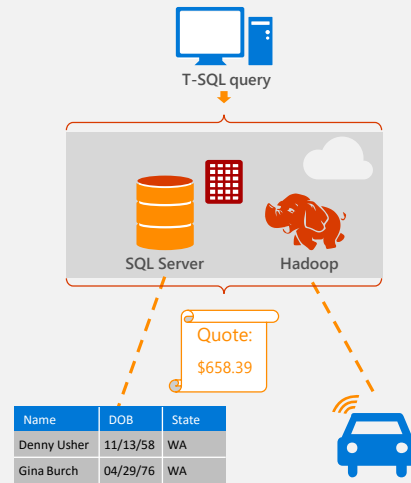 T-SQL query
SQL Server
Hadoop
Quote:
$658.39
Name DOB State
Denny Usher 11/13/58 WA
Gina Burch 04/29/76 WA